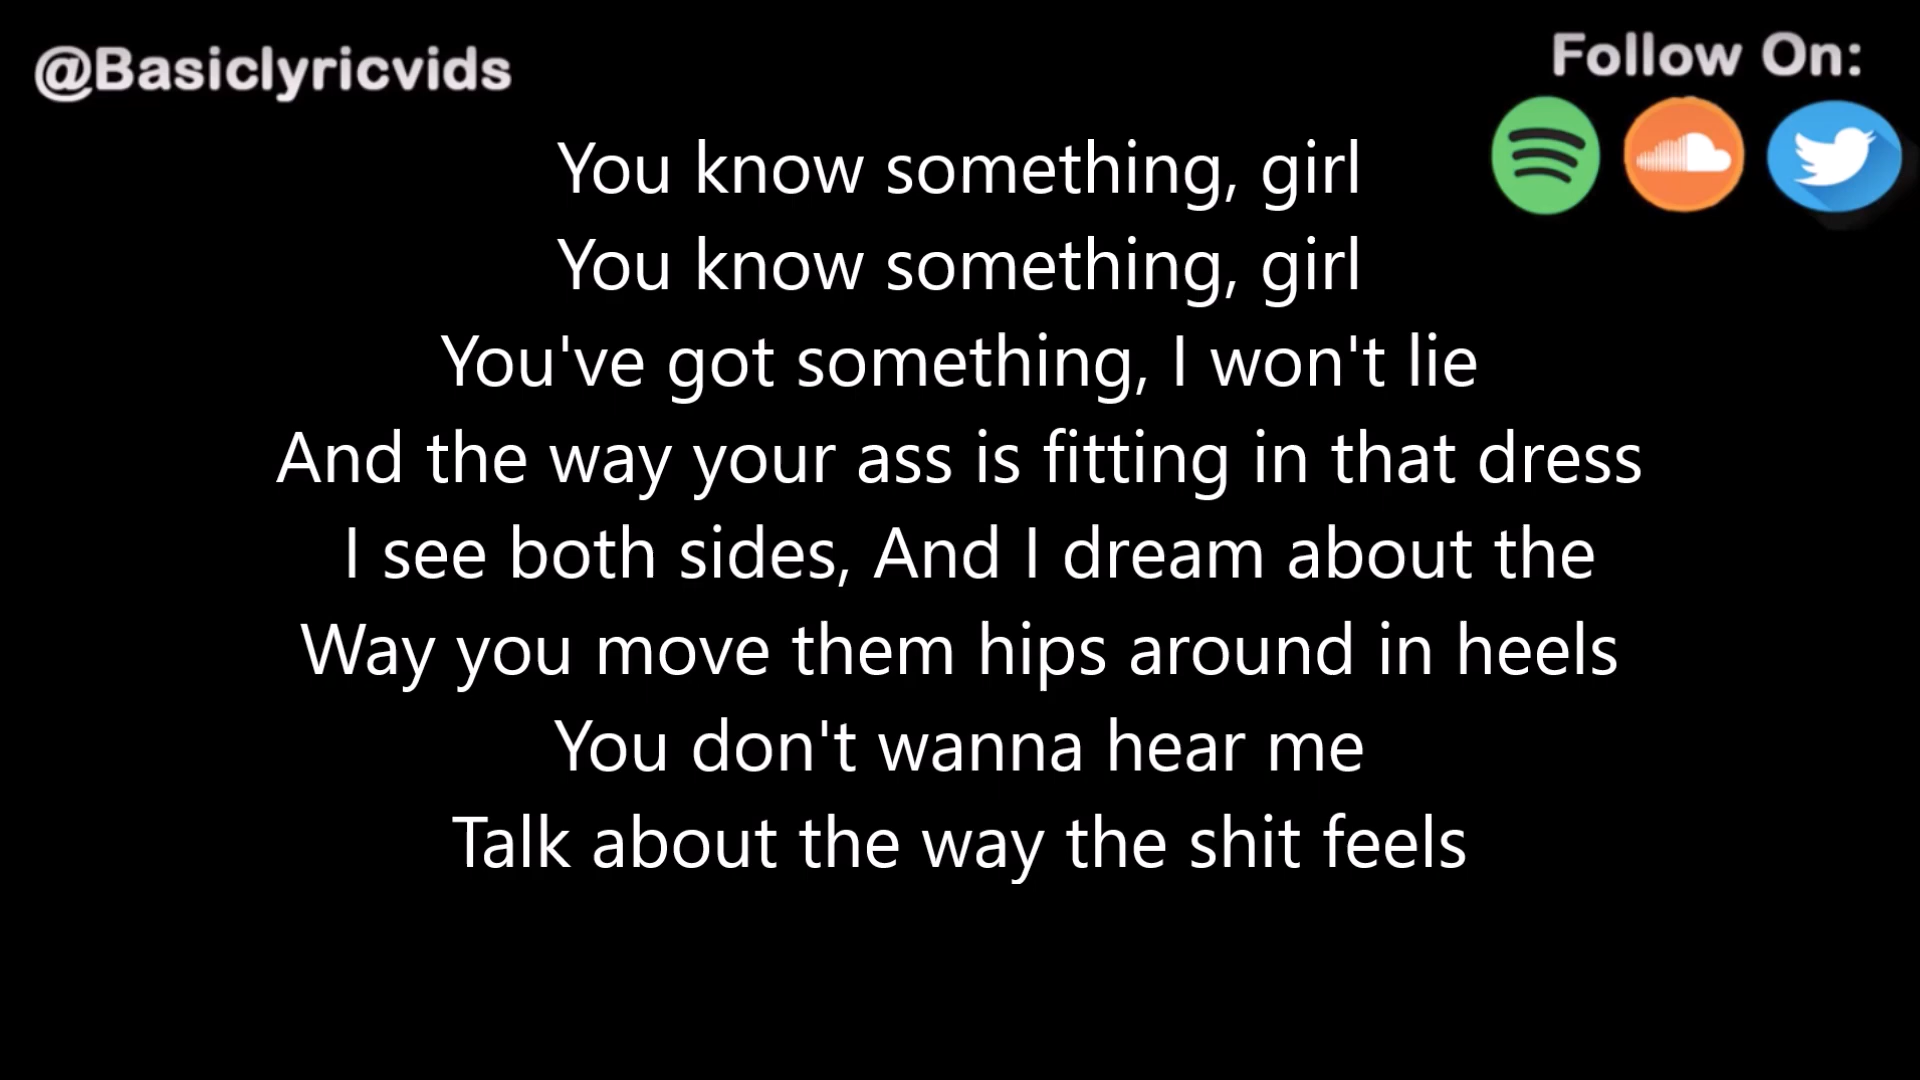 @Basiclyricvids
Follow On:
You know something, girl
You know something, girl
You've got something, I won't lie
And the way your ass is fitting in that dress
I see both sides, And I dream about the
Way you move them hips around in heels
You don't wanna hear me
Talk about the way the shit feels